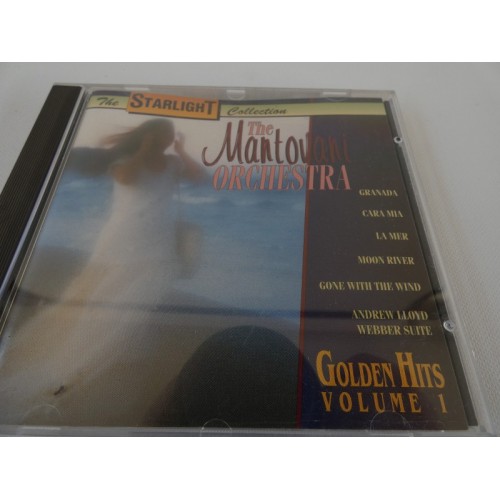 The STARLIGHT Collection
The
Mantovani
ORCHESTRA
GRANADA
CARA MIA
LA MER
MOON RIVER
GONE WITH THE WIND
ANDREW LLOYD
WEBBER SUITE
GOLDEN HITS
VOLUME 1